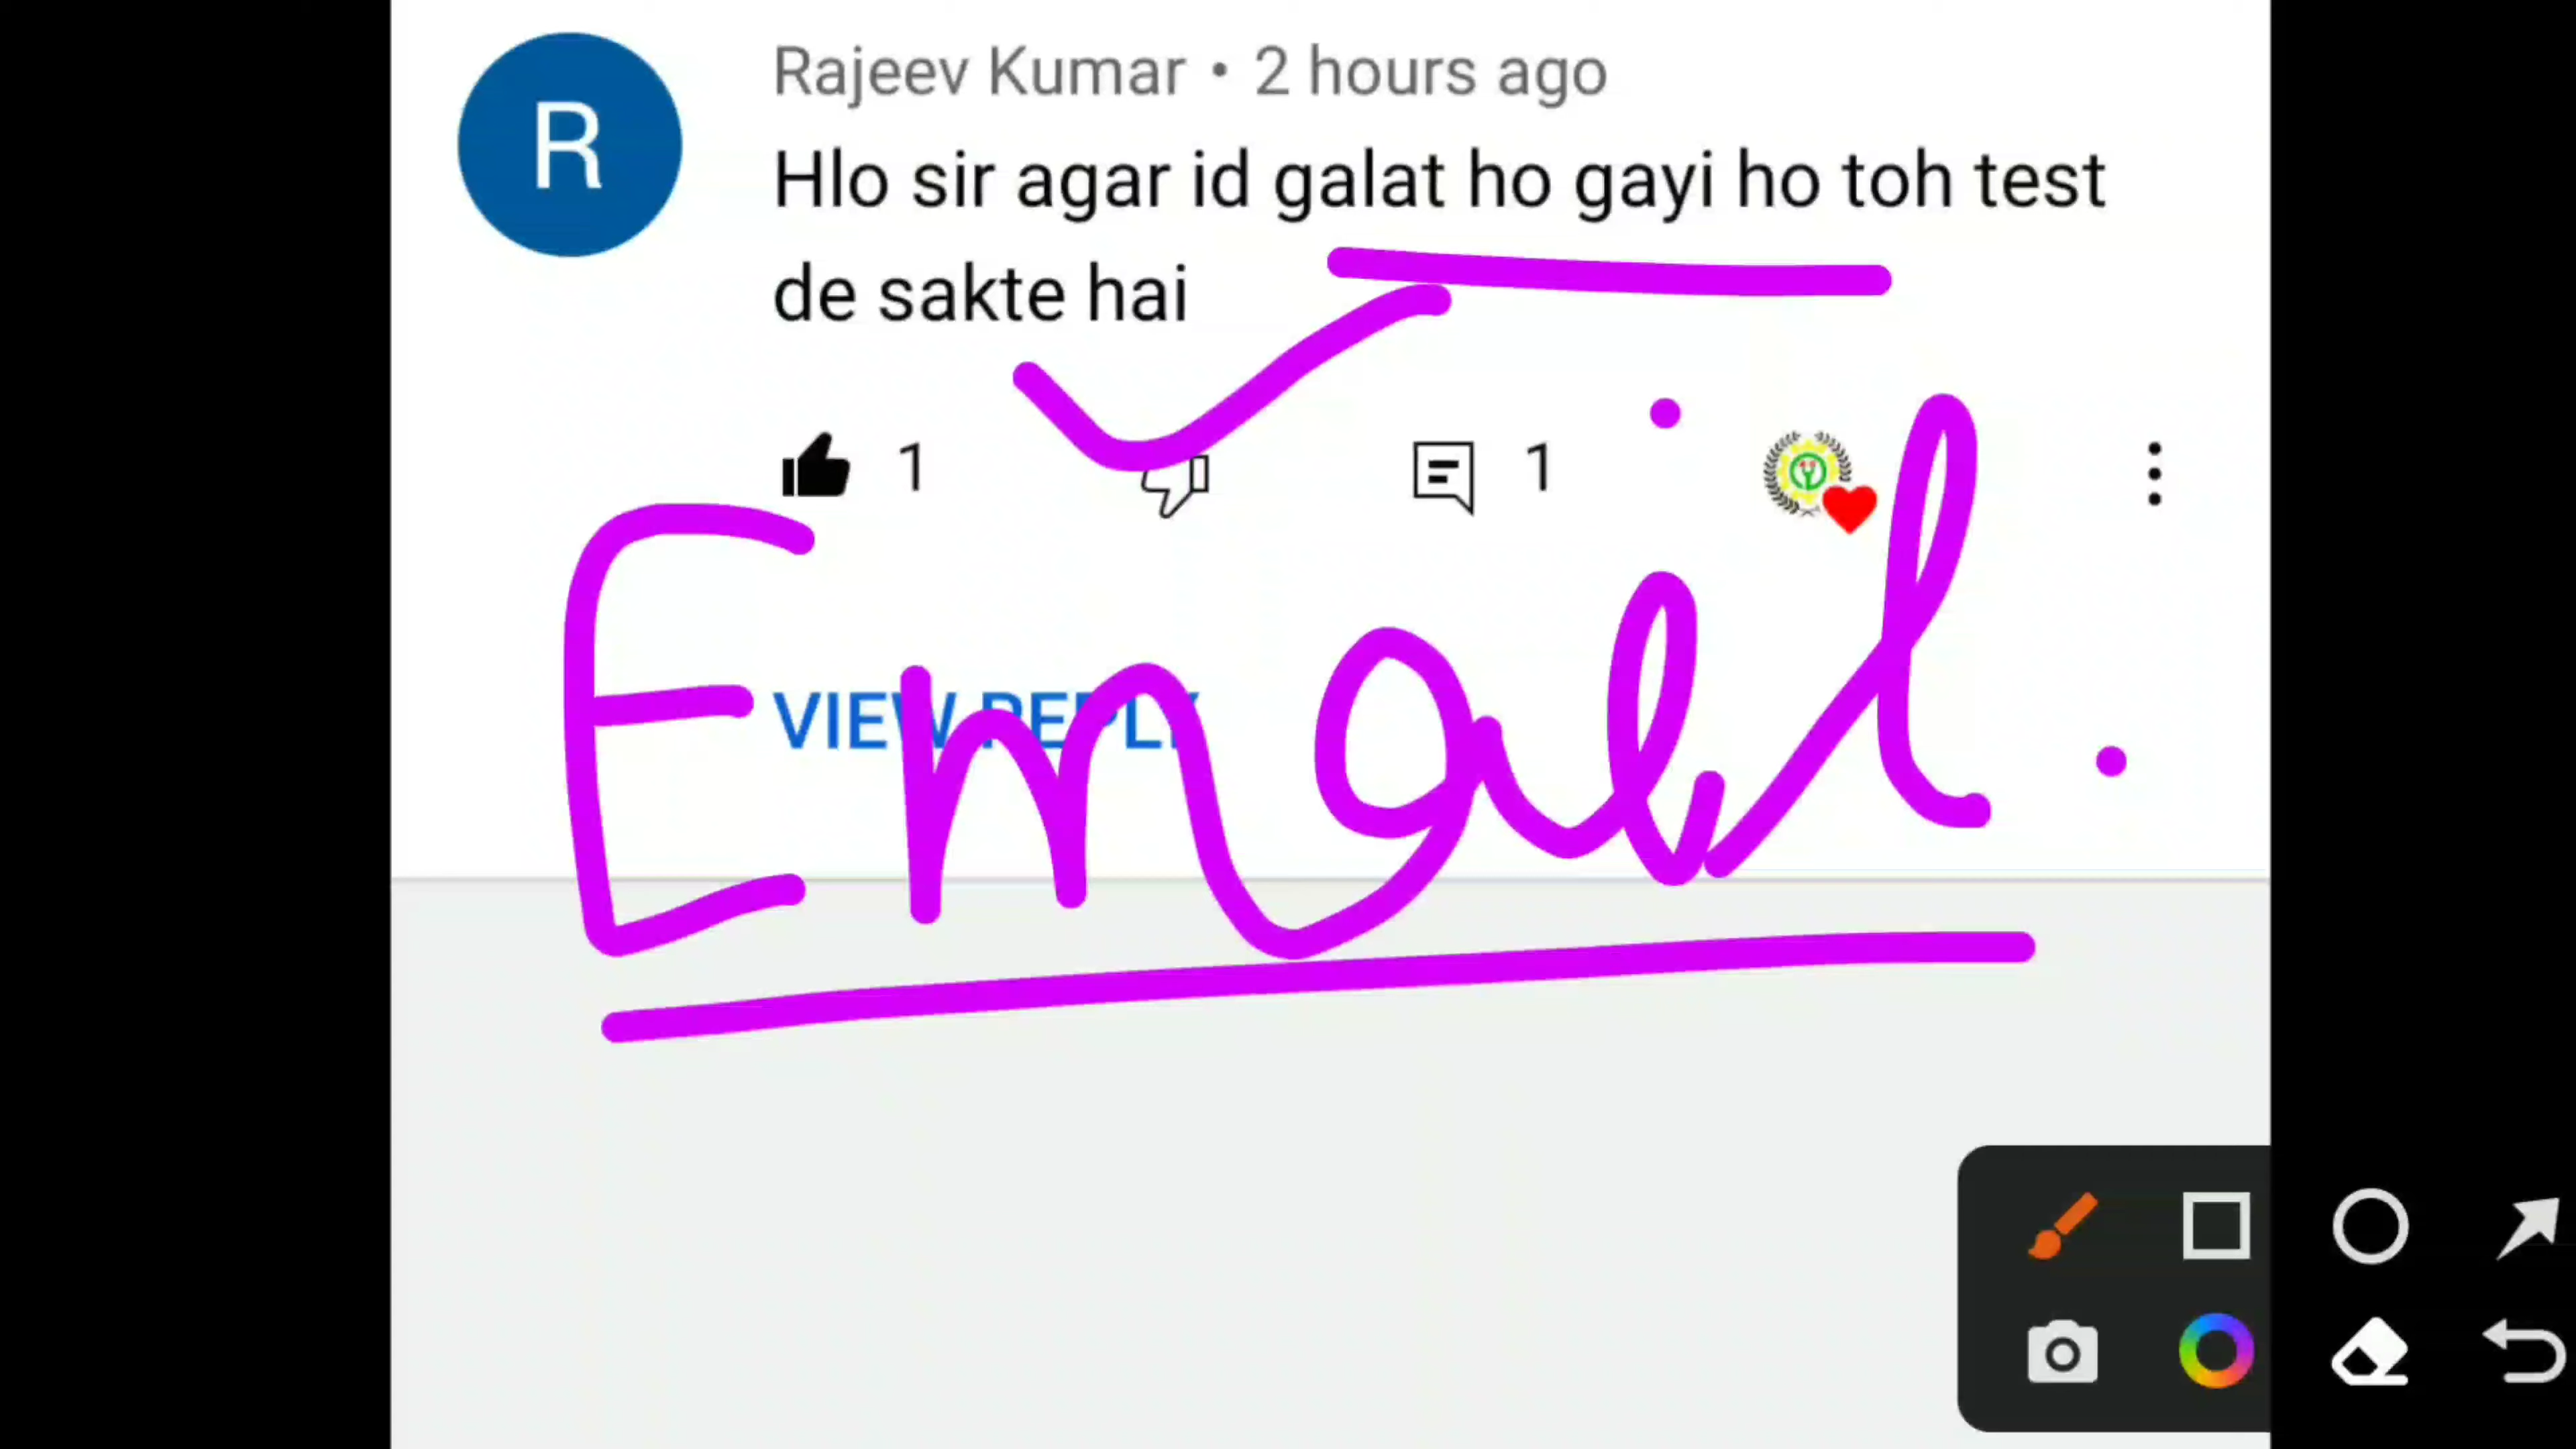 R
Rajeev Kumar • 2 hours ago
Hlo sir agar id galat ho gayi ho toh test
de sakte hai
1 1
VIEW REPLY
Email.